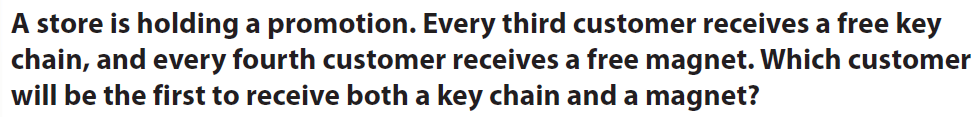 A store is holding a promotion. Every third customer receives a free key
chain, and every fourth customer receives a free magnet. Which customer
will be the first to receive both a key chain and a magnet?